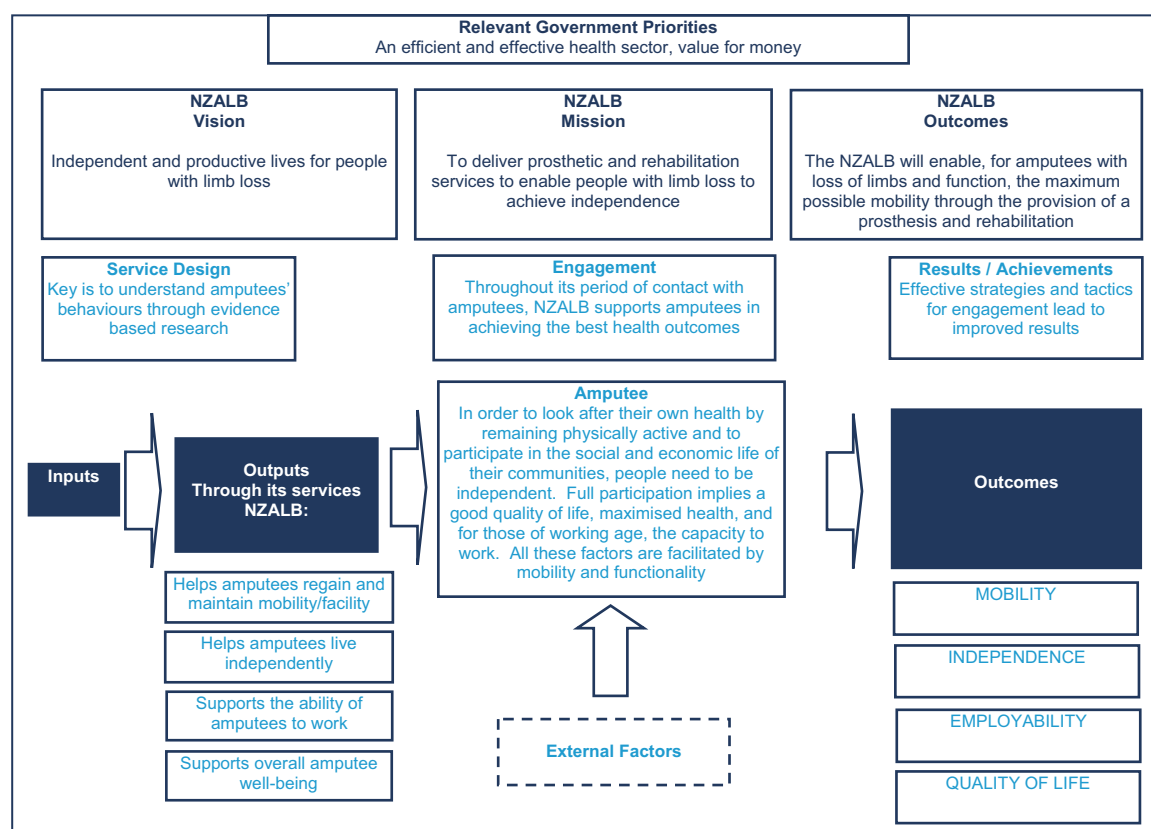 Relevant Government Priorities
An efficient and effective health sector, value for money
NZALB
Vision
Independent and productive lives for people
with limb loss
NZALB
Mission
To deliver prosthetic and rehabilitation
services to enable people with limb loss to
achieve independence
NZALB
Outcomes
The NZALB will enable, for amputees with
loss of limbs and function, the maximum
possible mobility through the provision of a
prosthesis and rehabilitation
Service Design
Key is to understand amputees’
behaviours through evidence
based research
Engagement
Throughout its period of contact with
amputees, NZALB supports amputees in
achieving the best health outcomes
Results / Achievements
Effective strategies and tactics
for engagement lead to
improved results
Inputs
Outputs
Through its services
NZALB:
Helps amputees regain and
maintain mobility/facility
Helps amputees live
independently
Supports the ability of
amputees to work
Supports overall amputee
well-being
Amputee
In order to look after their own health by
remaining physically active and to
participate in the social and economic life of
their communities, people need to be
independent.  Full participation implies a
good quality of life, maximised health, and
for those of working age, the capacity to
work.  All these factors are facilitated by
mobility and functionality
External Factors
Outcomes
MOBILITY
INDEPENDENCE
EMPLOYABILITY
QUALITY OF LIFE